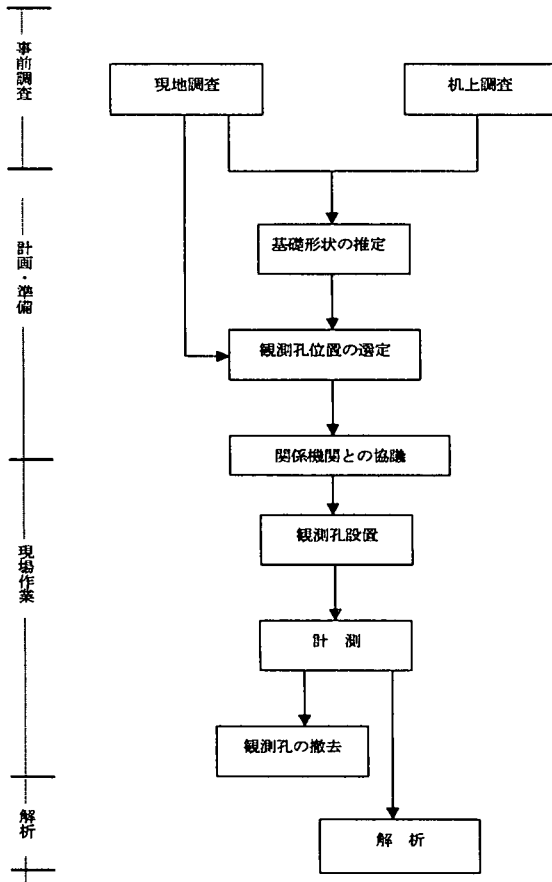 事前調査
現地調査
机上調査
計画・準備
基礎形状の推定
観測孔位置の選定
関係機関との協議
現場作業
観測孔設置
計 測
観測孔の撤去
解析
解 析